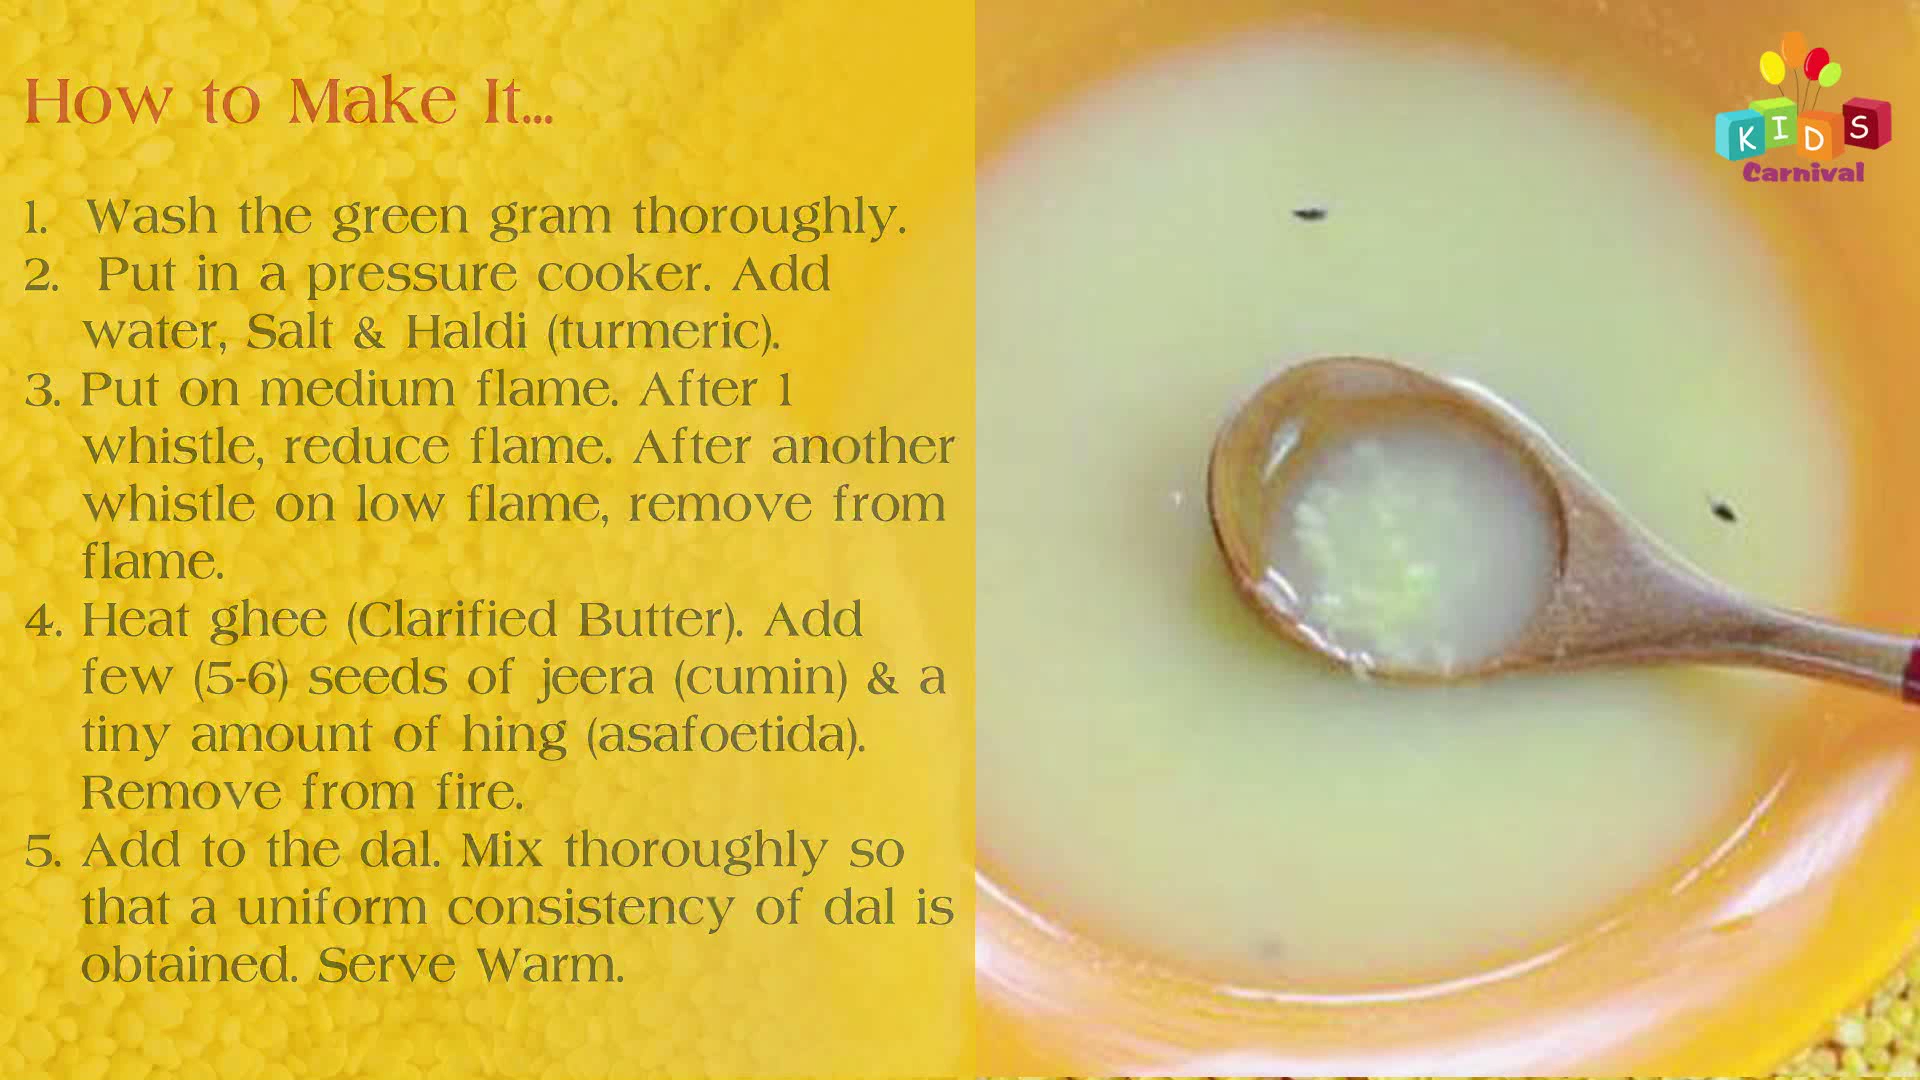 How to Make It...
1. Wash the green gram thoroughly.
2. Put in a pressure cooker. Add
water, Salt & Haldi (turmeric).
3. Put on medium flame. After 1
whistle, reduce flame. After another
whistle on low flame, remove from
flame.
4. Heat ghee (Clarified Butter). Add
few (5-6) seeds of jeera (cumin) & a
tiny amount of hing (asafoetida).
Remove from fire.
5. Add to the dal. Mix thoroughly so
that a uniform consistency of dal is
obtained. Serve Warm.
KIDS
Carnival